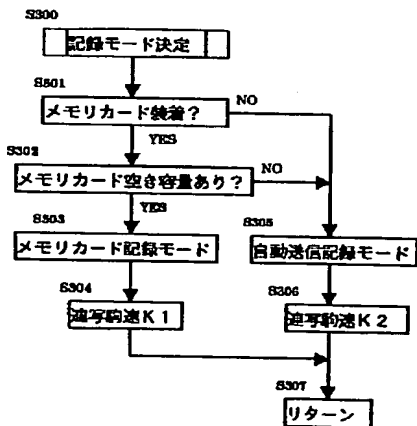 S300
記録モード決定
S301
メモリカード装着?
NO
YES
S302
メモリカード空き容量あり?
NO
YES
S303
メモリカード記録モード
S305
自動送信記録モード
S304
連写駒速K1
S306
連写駒速K2
S307
リターン